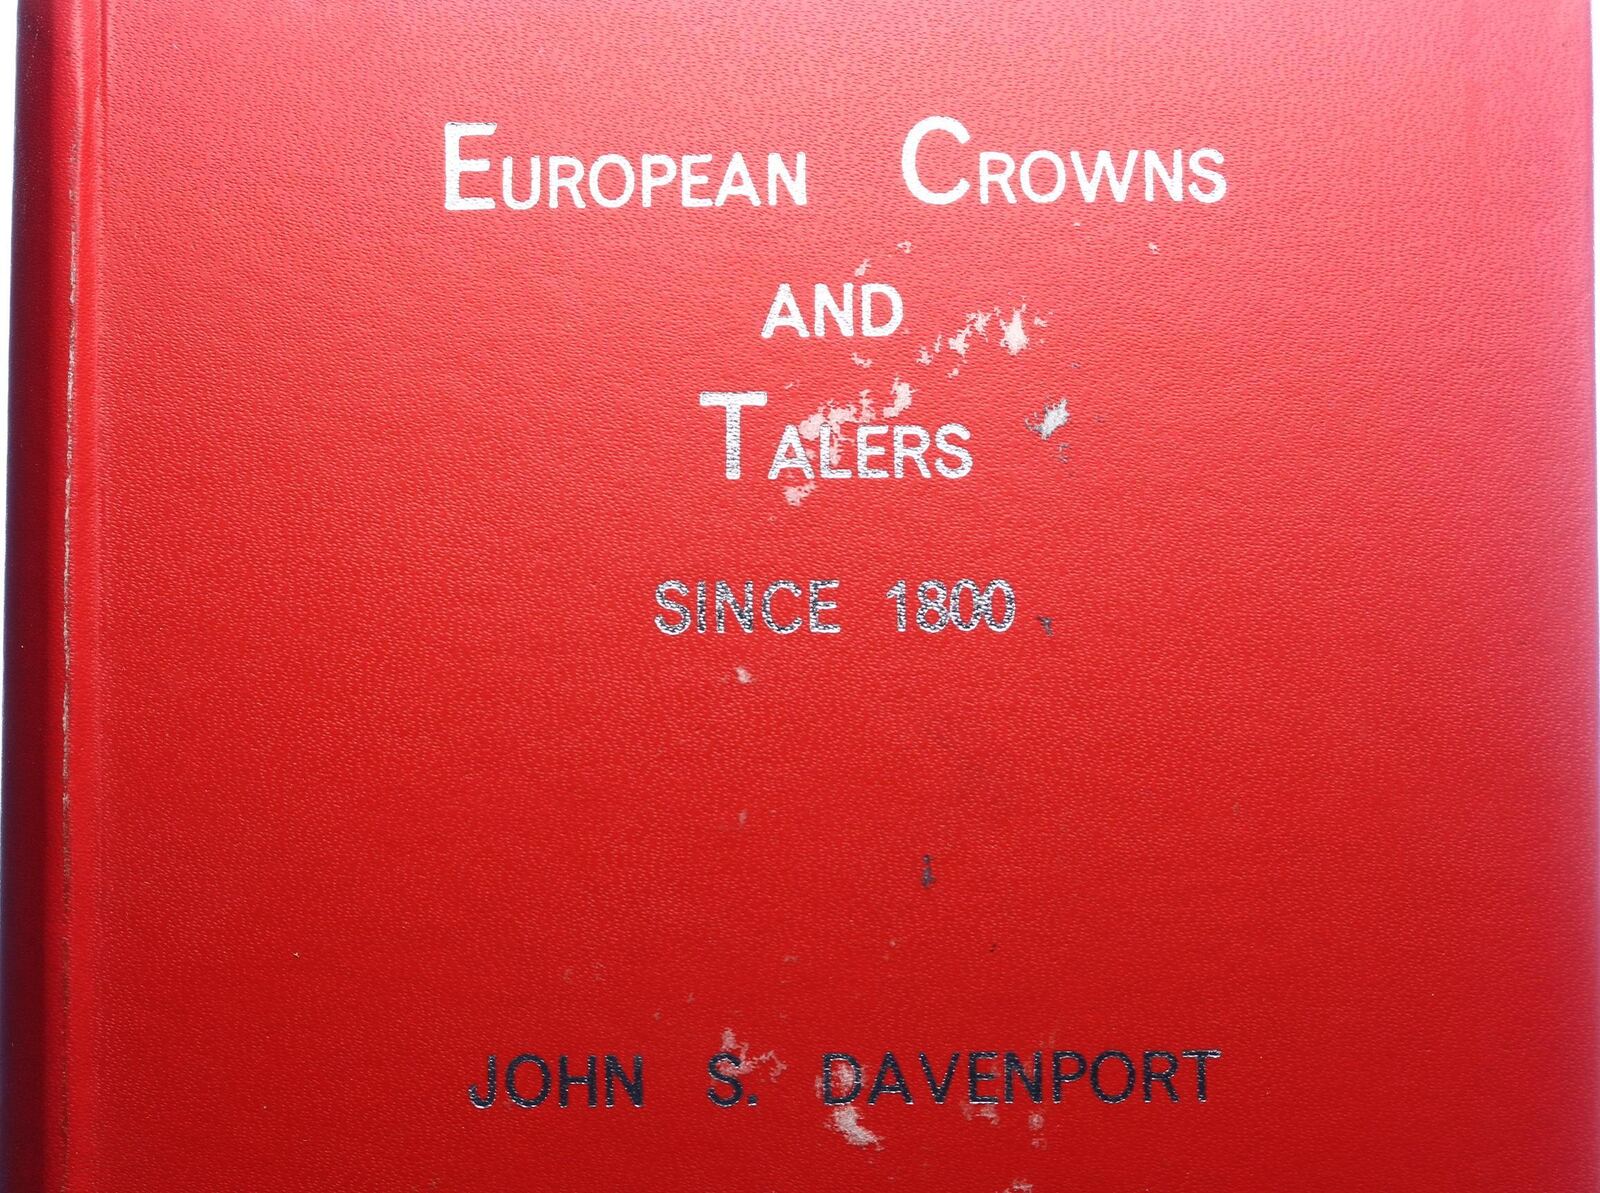 EUROPEAN CROWNS
AND
TALERS
SINCE 1800
JOHN S. DAVENPORT